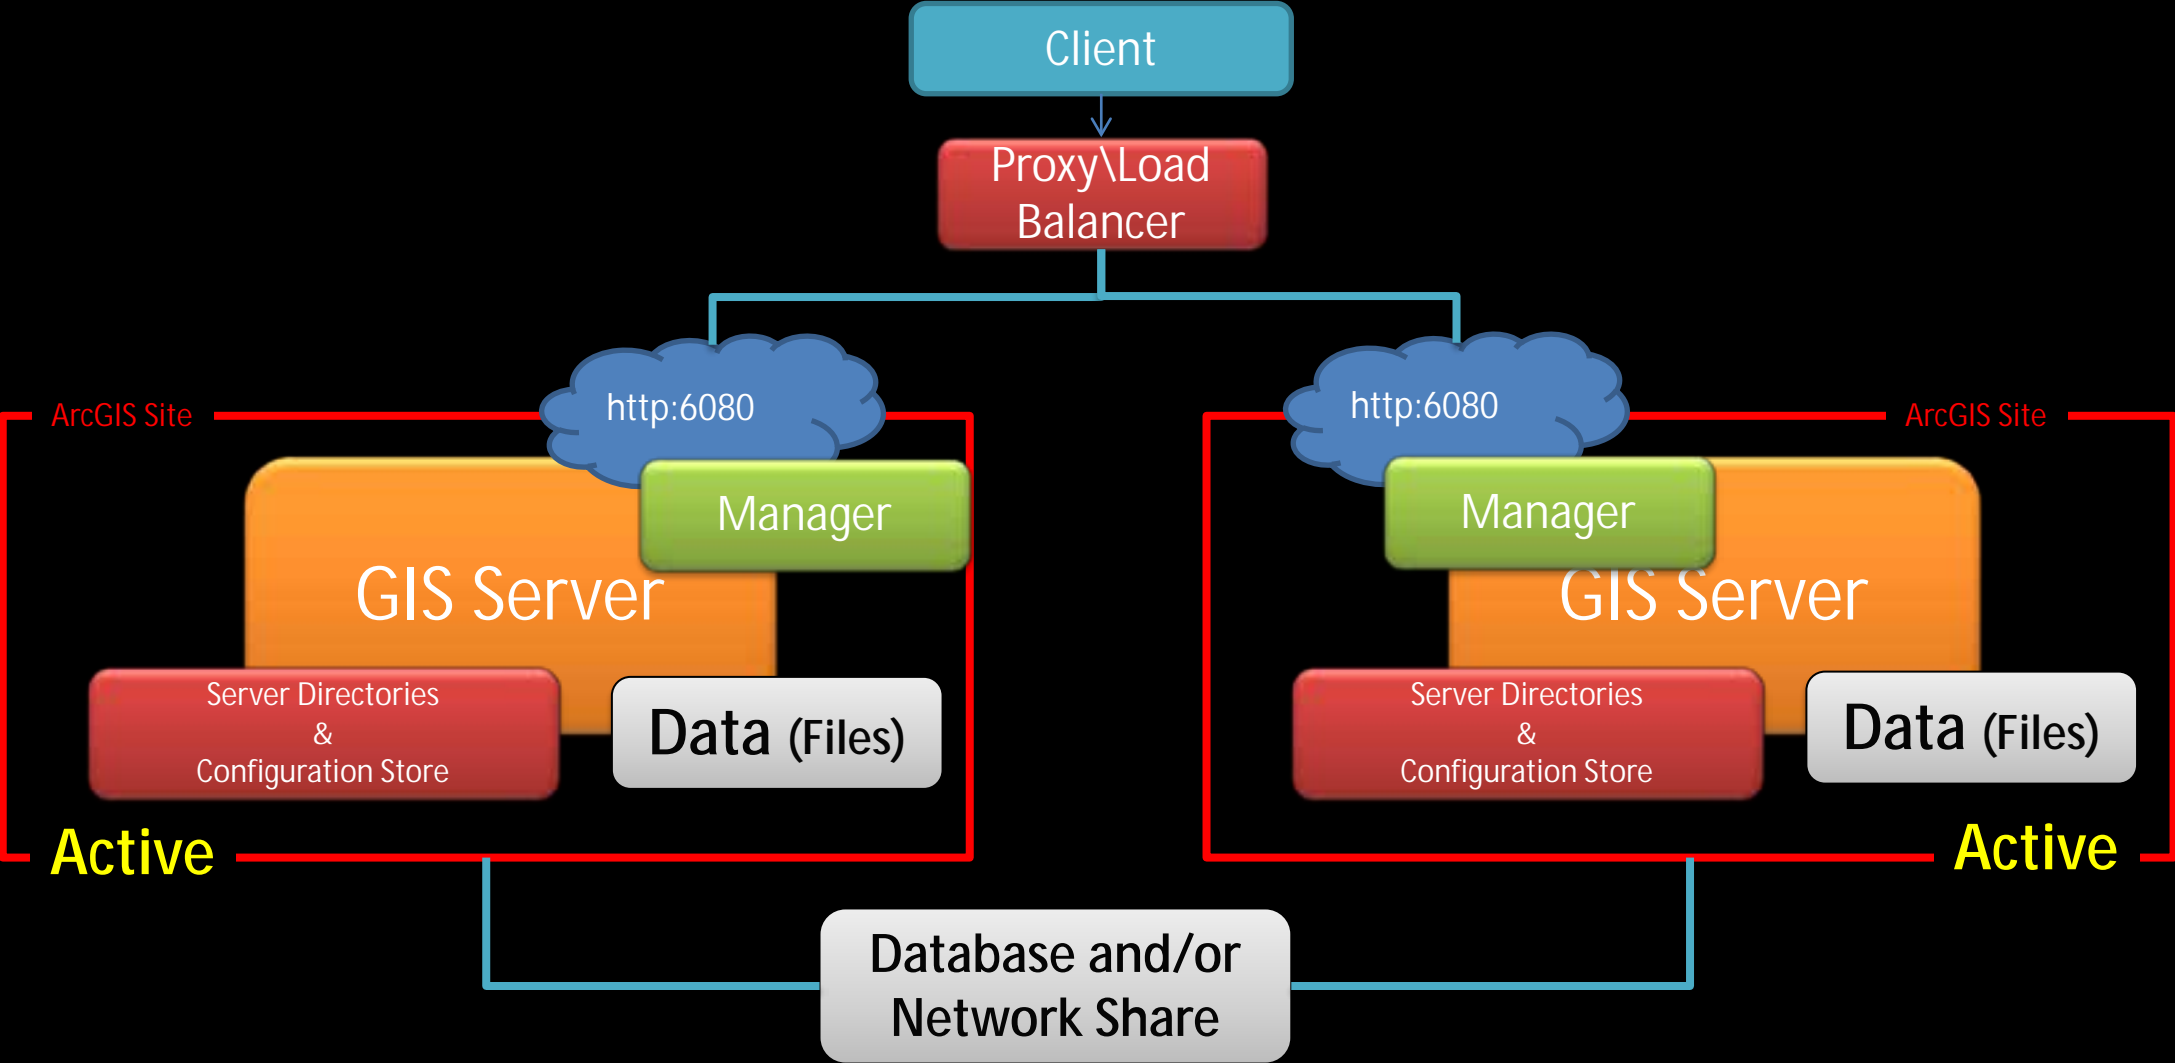 Client
Proxy\Load
Balancer
http:6080
http:6080
ArcGIS Site
ArcGIS Site
Manager
Manager
GIS Server
GIS Server
Server Directories
&
Configuration Store
Data (Files)
Server Directories
&
Configuration Store
Data (Files)
Active
Active
Database and/or
Network Share